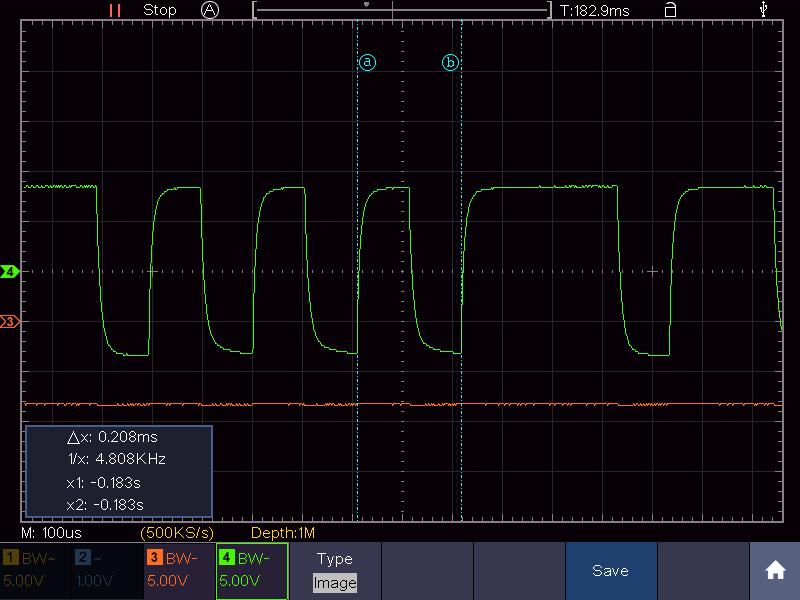 Stop A T:182.9ms
a b
4
3
△x: 0.208ms
1/x: 4.808KHz
x1: -0.183s
x2: -0.183s
M: 100us (500KS/s) Depth:1M
1 BW~ 2 ~ 3 BW- 4 BW- Type
5.00V 1.00V 5.00V 5.00V Image Save